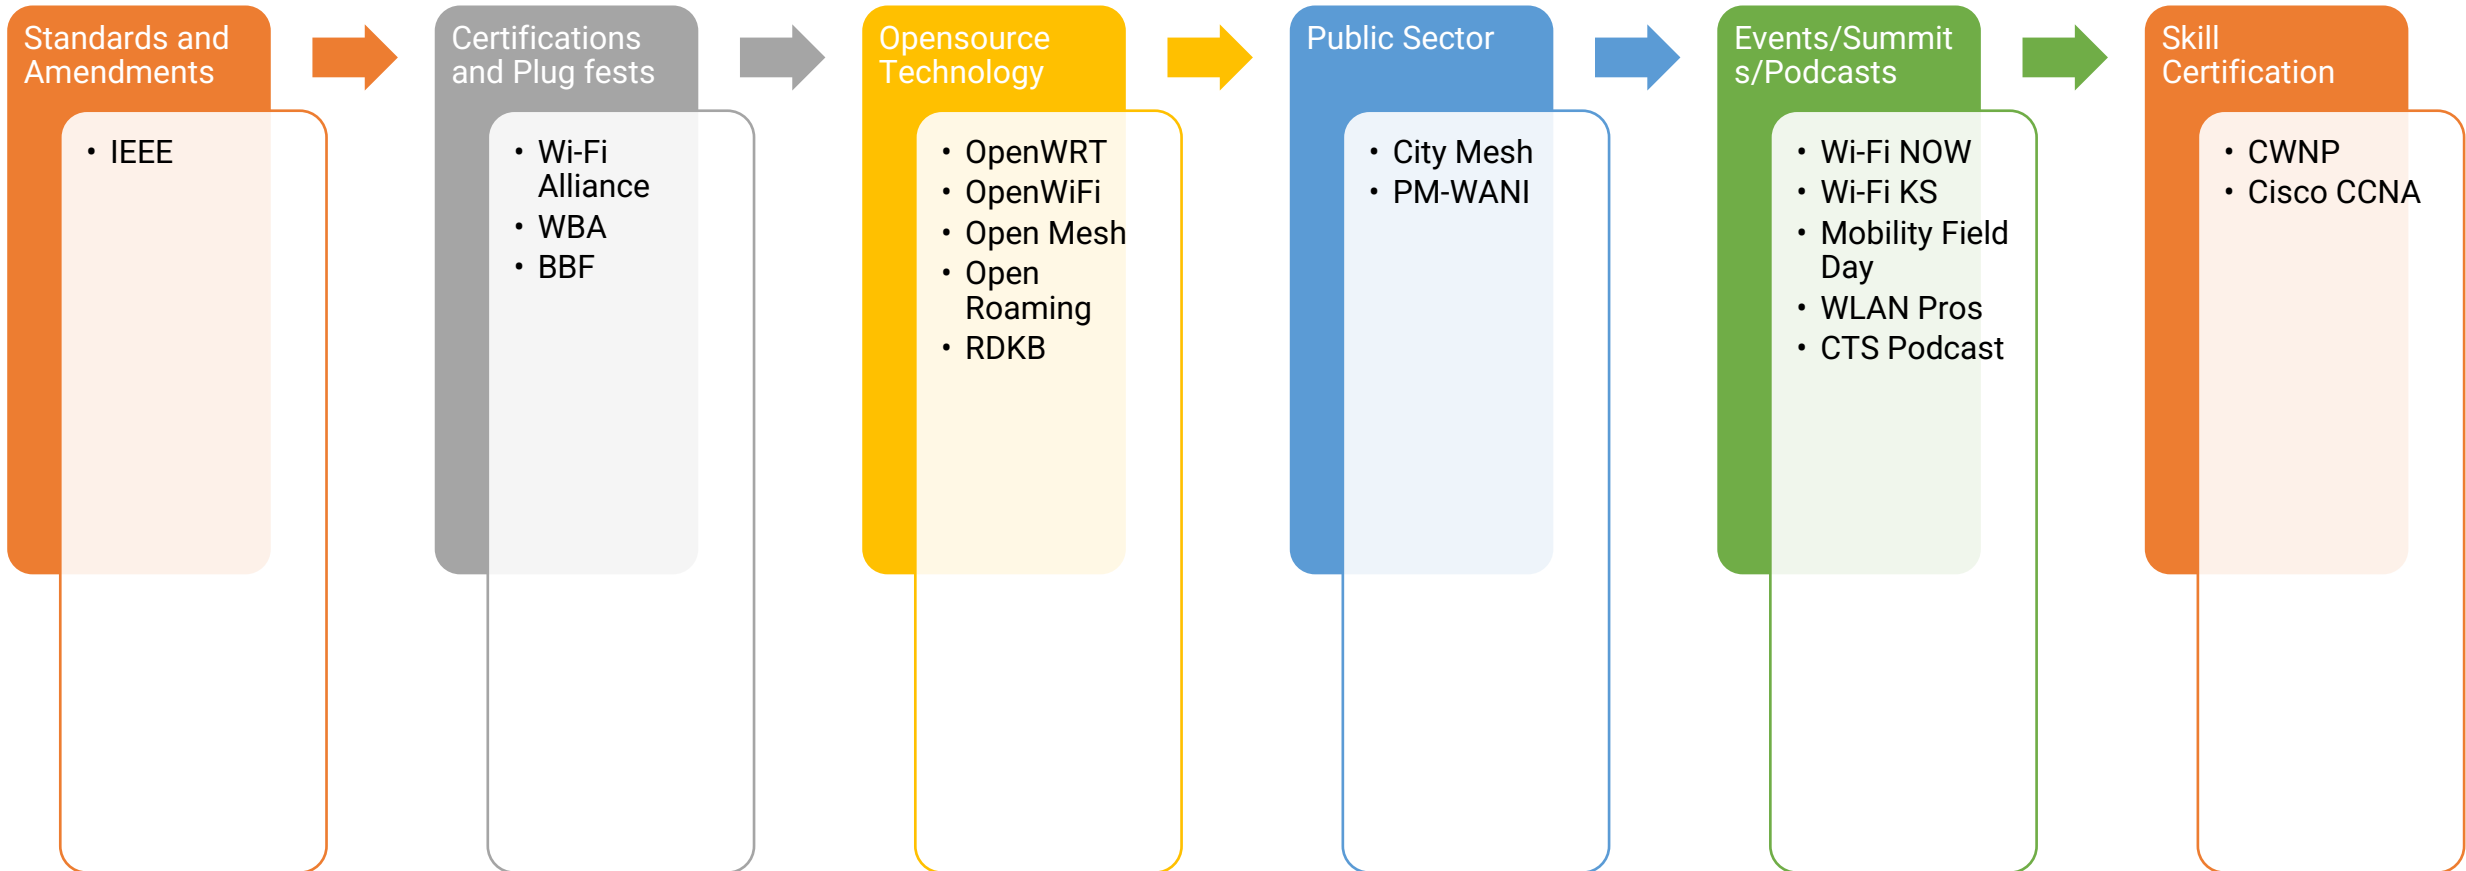 Standards and
Amendments
• IEEE
Certifications
and Plug fests
• Wi-Fi
Alliance
• WBA
• BBF
Opensource
Technology
• OpenWRT
• OpenWiFi
• Open Mesh
• Open
Roaming
• RDKB
Public Sector
• City Mesh
• PM-WANI
Events/Summit
s/Podcasts
• Wi-Fi NOW
• Wi-Fi KS
• Mobility Field
Day
• WLAN Pros
• CTS Podcast
Skill
Certification
• CWNP
• Cisco CCNA